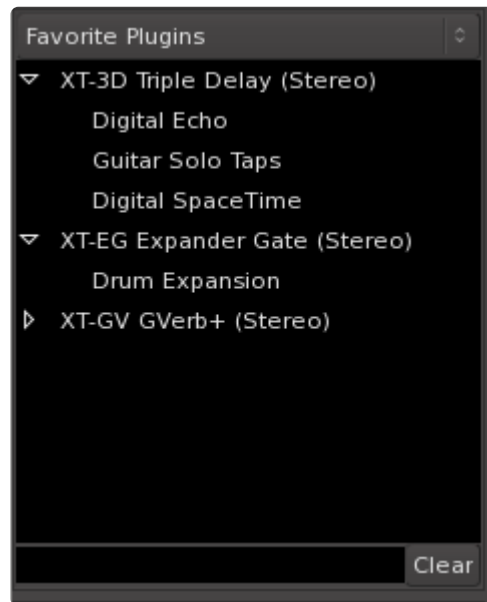 Favorite Plugins
XT-3D Triple Delay (Stereo)
Digital Echo
Guitar Solo Taps
Digital SpaceTime
XT-EG Expander Gate (Stereo)
Drum Expansion
XT-GV GVerb+ (Stereo)
Clear